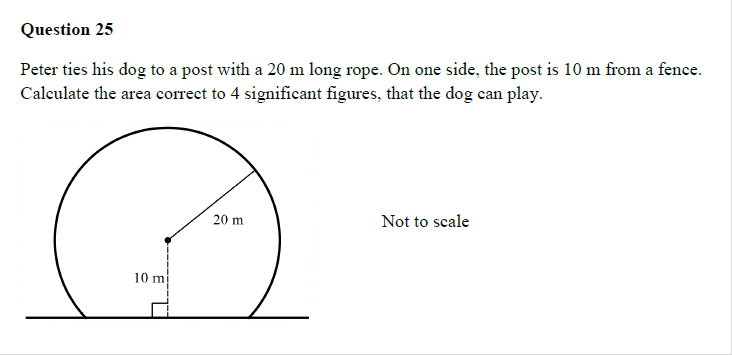 Question 25
Peter ties his dog to a post with a 20 m long rope. On one side, the post is 10 m from a fence.
Calculate the area correct to 4 significant figures, that the dog can play.
20 m
Not to scale
10 m